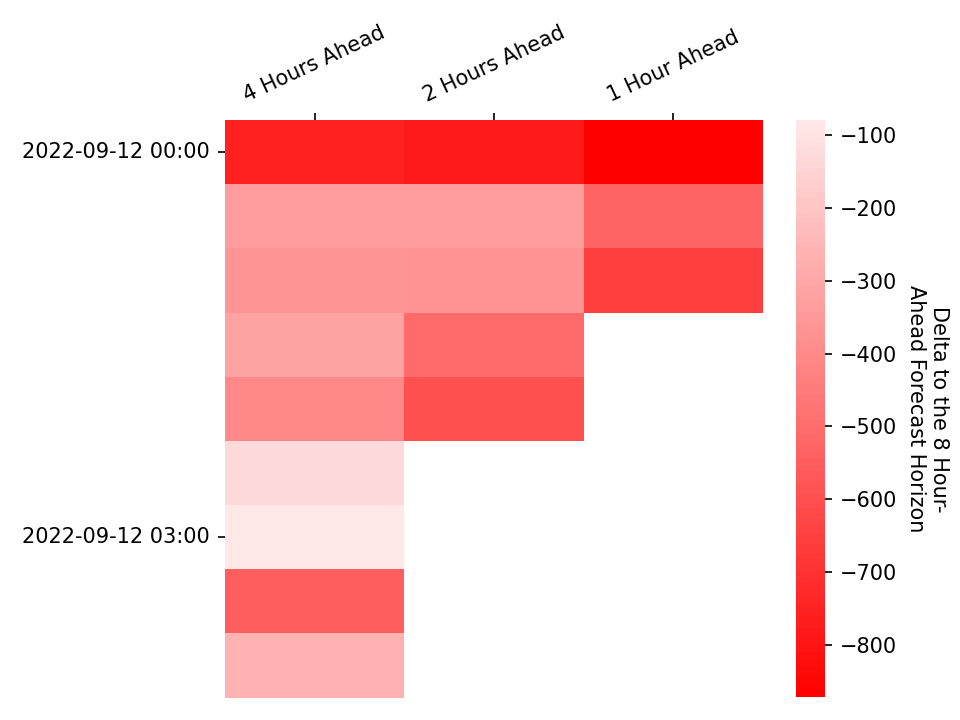 4 Hours Ahead
2 Hours Ahead
1 Hour Ahead
2022-09-12 00:00
2022-09-12 03:00
−100
−200
−300
−400
−500
−600
−700
−800
Delta to the 8 Hour-
Ahead Forecast Horizon